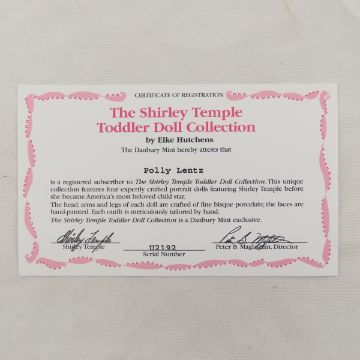 CERTIFICATE OF REGISTRATION
The Shirley Temple
Toddler Doll Collection
by Elke Hutchens
The Danbury Mint hereby attests that
Polly Lentz
is a registered subscriber to The Shirley Temple Toddler Doll Collection. This unique
collection features four expertly crafted portrait dolls featuring Shirley Temple before
she became America's most beloved child star.
The head, arms and legs of each doll are crafted of fine bisque porcelain; the faces are
hand-painted. Each outfit is meticulously tailored by hand.
The Shirley Temple Toddler Doll Collection is a Danbury Mint exclusive.
Shirley Temple
Shirley Temple
U2192
Serial Number
Peter B. Maglathlin, Director